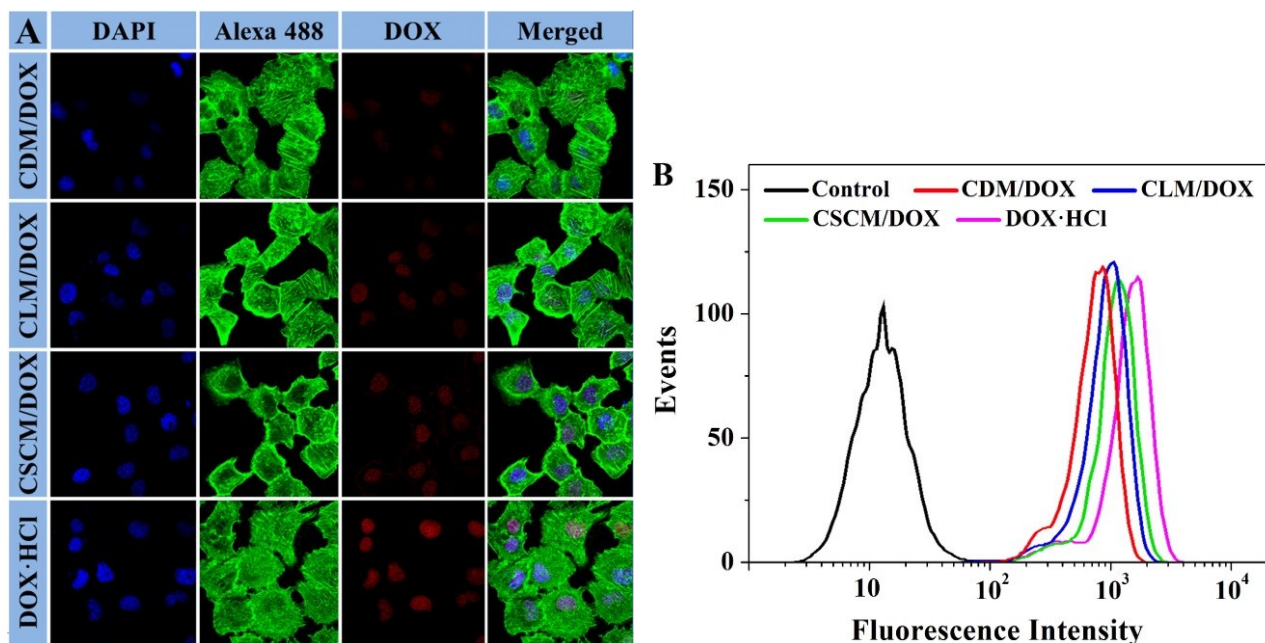 A DAPI Alexa 488 DOX Merged
CDM/DOX
CLM/DOX
CSCM/DOX
DOX·HCl
B
Control CDM/DOX CLM/DOX
CSCM/DOX DOX·HCl
150
100
50
0
Events
10 10² 10³ 10⁴
Fluorescence Intensity